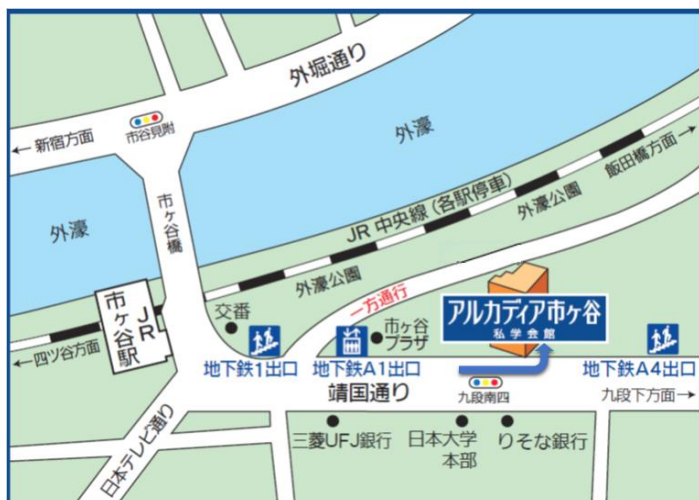 外堀通り
←新宿方面
市谷見附
外濠
飯田橋方面→
外濠
市ヶ谷橋
JR中央線(各駅停車)
外濠公園
外濠公園
一方通行
JR
市ヶ谷駅
交番
市ヶ谷
プラザ
アルカディア市ヶ谷
私学会館
←四ツ谷方面
地下鉄1出口
地下鉄A1出口
地下鉄A4出口
靖国通り
九段南四
九段下方面→
日本テレビ通り
三菱UFJ銀行
日本大学
本部
りそな銀行